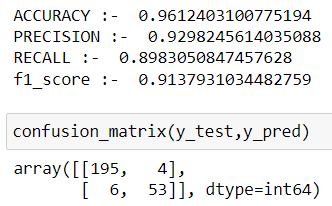 ACCURACY :-  0.9612403100775194
PRECISION :-  0.9298245614035088
RECALL :-  0.8983050847457628
f1_score :-  0.9137931034482759
confusion_matrix(y_test,y_pred)
array([[195,   4],
       [  6,  53]], dtype=int64)